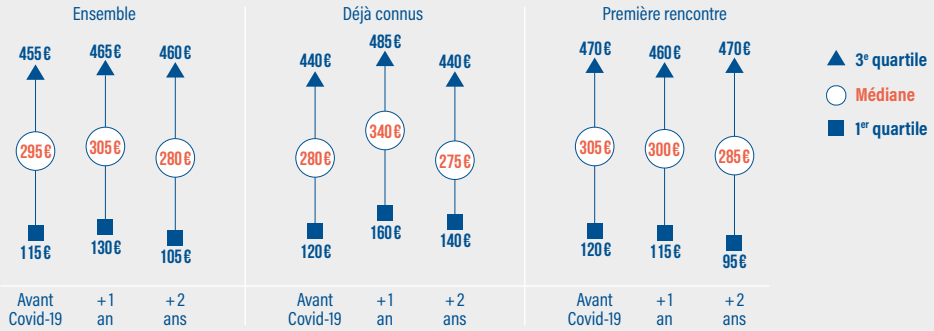 Ensemble
455 €
465 €
460 €
295 €
305 €
280 €
115 €
130 €
105 €
Avant
Covid-19
+ 1
an
+ 2
ans
Déjà connus
440 €
485 €
440 €
280 €
340 €
275 €
120 €
160 €
140 €
Avant
Covid-19
+ 1
an
+ 2
ans
Première rencontre
470 €
460 €
470 €
305 €
300 €
285 €
120 €
115 €
95 €
Avant
Covid-19
+ 1
an
+ 2
ans
3e quartile
Médiane
1er quartile